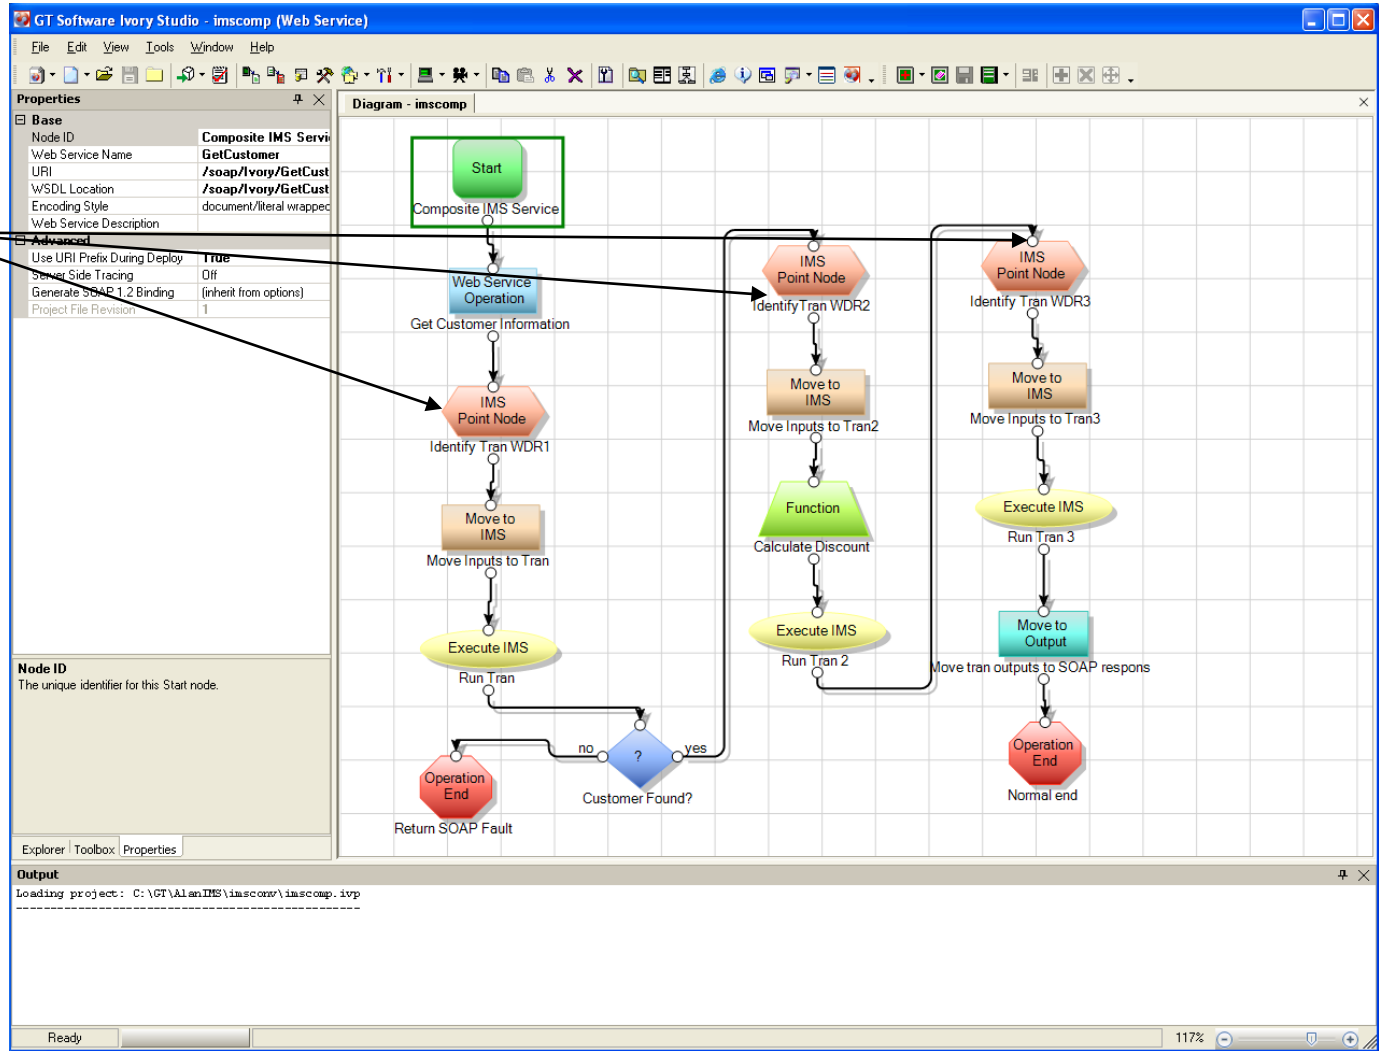 GT Software Ivory Studio - imscomp (Web Service)
File Edit View Tools Window Help
Properties
Diagram - imscomp
Base
Node ID Composite IMS Servi
Web Service Name GetCustomer
URI /soap/Ivory/GetCust
WSDL Location /soap/Ivory/GetCust
Encoding Style document/literal wrapped
Web Service Description
Advanced
Use URI Prefix During Deploy True
Server Side Tracing Off
Generate SOAP 1.2 Binding (inherit from options)
Project File Revision 1
Node ID
The unique identifier for this Start node.
Explorer Toolbox Properties
Start
Composite IMS Service
Web Service
Operation
Get Customer Information
IMS
Point Node
Identify Tran WDR1
Move to
IMS
Move Inputs to Tran
Execute IMS
Run Tran
?
no
yes
Customer Found?
Operation
End
Return SOAP Fault
IMS
Point Node
Identify Tran WDR2
Move to
IMS
Move Inputs to Tran2
Function
Calculate Discount
Execute IMS
Run Tran 2
IMS
Point Node
Identify Tran WDR3
Move to
IMS
Move Inputs to Tran3
Execute IMS
Run Tran 3
Move to
Output
Move tran outputs to SOAP respons
Operation
End
Normal end
Output
Loading project: C:\GT\AlanIMS\imsconv\imscomp.ivp
--------------------------------------------------
Ready
117%